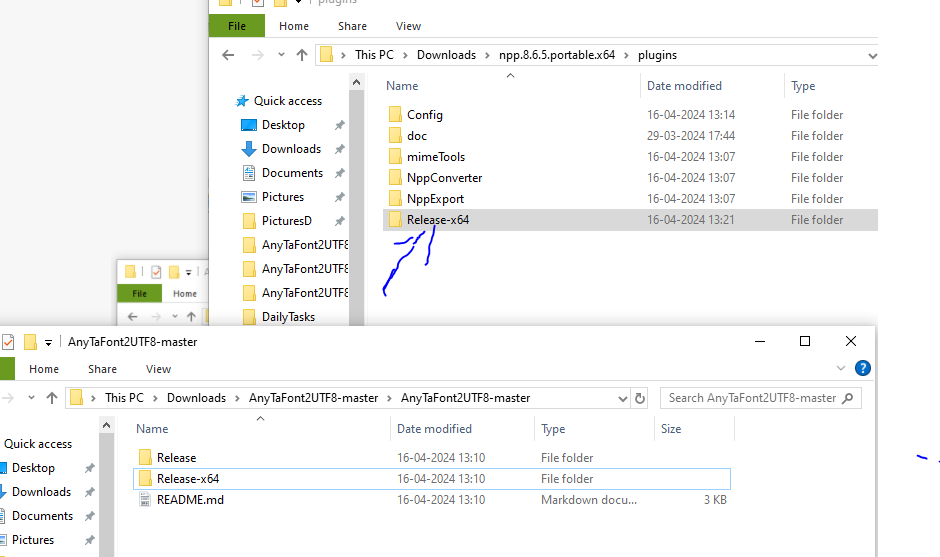 plugins
File Home Share View
This PC Downloads npp.8.6.5.portable.x64 plugins
Name Date modified Type
Quick access
Desktop
Downloads
Documents
Pictures
PicturesD
AnyTaFont2UTF8
AnyTaFont2UTF8
AnyTaFont2UTF8
DailyTasks
Config 16-04-2024 13:14 File folder
doc 29-03-2024 17:44 File folder
mimeTools 16-04-2024 13:07 File folder
NppConverter 16-04-2024 13:07 File folder
NppExport 16-04-2024 13:07 File folder
Release-x64 16-04-2024 13:21 File folder
File Home
AnyTaFont2UTF8-master
Home Share View
This PC Downloads AnyTaFont2UTF8-master AnyTaFont2UTF8-master
Search AnyTaFont2UTF8-master
Name Date modified Type Size
Quick access
Desktop
Downloads
Documents
Pictures
Release 16-04-2024 13:10 File folder
Release-x64 16-04-2024 13:10 File folder
README.md 16-04-2024 13:10 Markdown docu... 3 KB